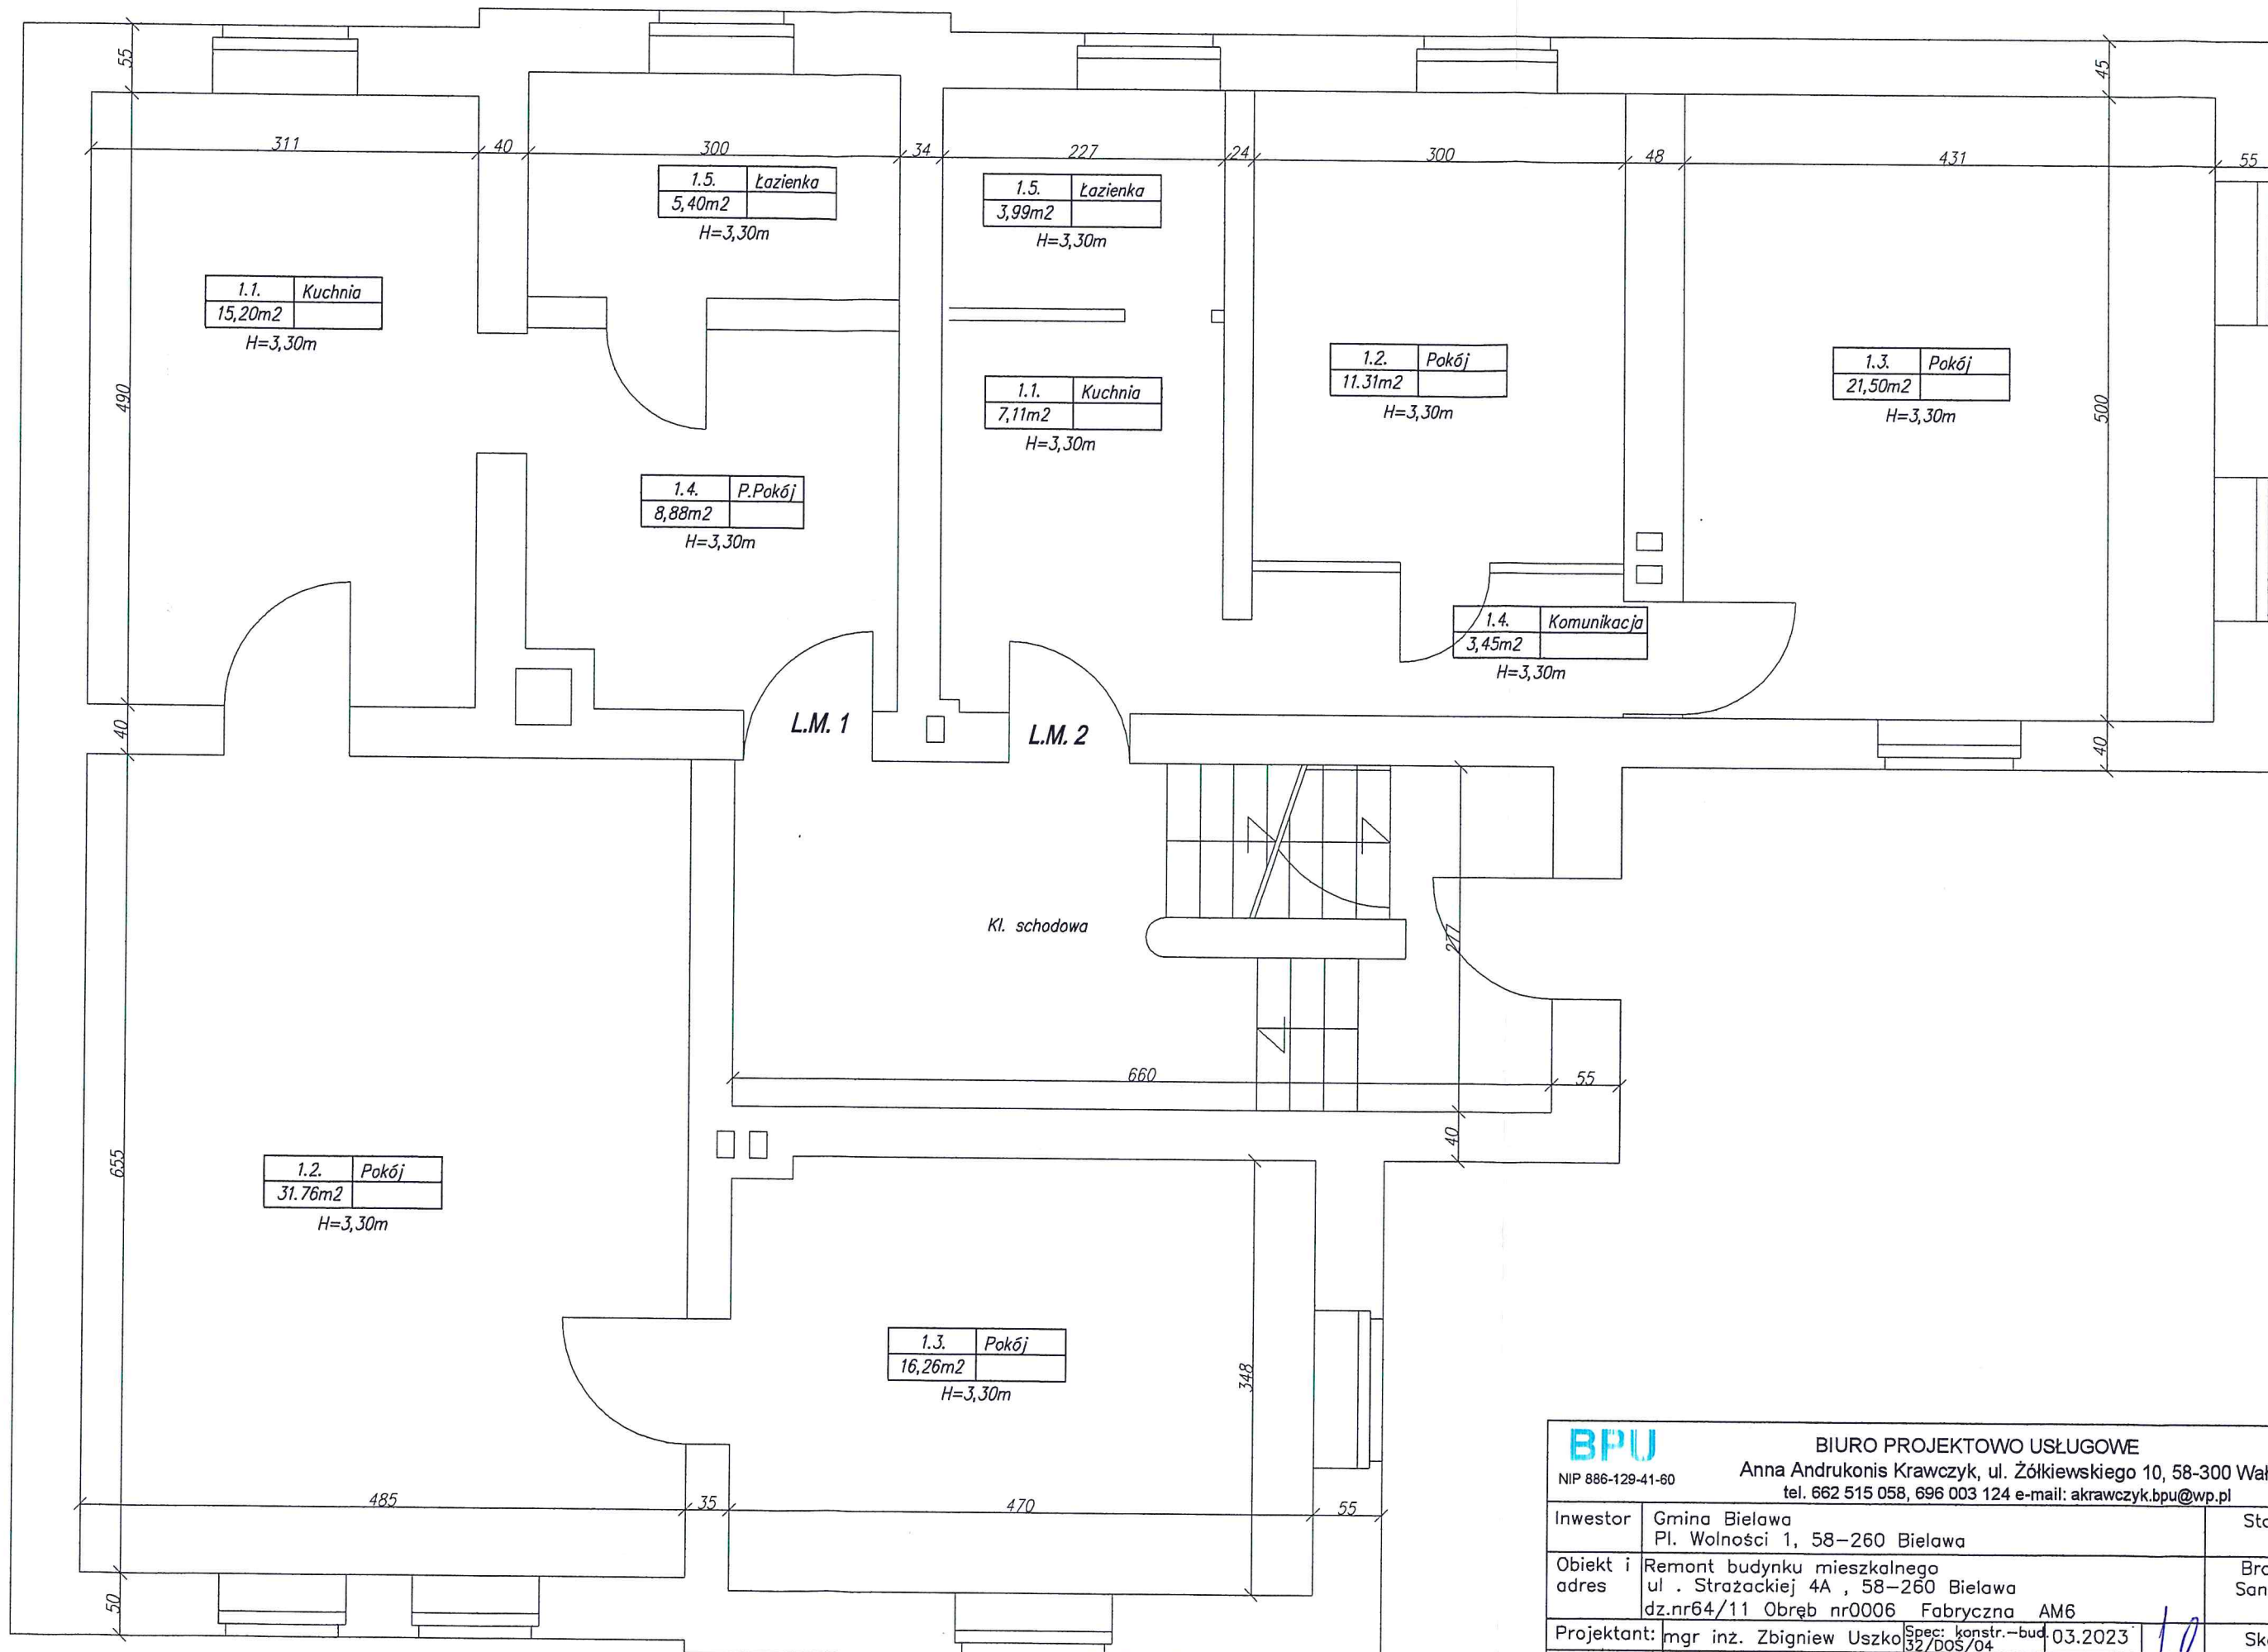 55
45
311
40
300
34
227
24
300
48
431
55
1.5. Łazienka
5,40m2
H=3,30m
1.5. Łazienka
3,99m2
H=3,30m
1.1. Kuchnia
15,20m2
H=3,30m
1.2. Pokój
11.31m2
H=3,30m
1.3. Pokój
21,50m2
H=3,30m
1.1. Kuchnia
7,11m2
H=3,30m
490
500
1.4. P.Pokój
8,88m2
H=3,30m
1.4. Komunikacja
3,45m2
H=3,30m
40
L.M. 1
L.M. 2
40
Kl. schodowa
277
660
55
40
655
1.2. Pokój
31.76m2
H=3,30m
1.3. Pokój
16,26m2
H=3,30m
348
485
35
470
55
50
BPU
NIP 886-129-41-60
BIURO PROJEKTOWO USŁUGOWE
Anna Andrukonis Krawczyk, ul. Żółkiewskiego 10, 58-300 Wał
tel. 662 515 058, 696 003 124 e-mail: akrawczyk.bpu@wp.pl
Inwestor Gmina Bielawa
Pl. Wolności 1, 58-260 Bielawa
Obiekt i adres
Remont budynku mieszkalnego
ul . Strażackiej 4A , 58-260 Bielawa
dz.nr64/11 Obręb nr0006 Fabryczna AM6
Bra
San
Projektant: mgr inż. Zbigniew Uszko Spec: konstr.-bud. 32/DOŚ/04 03.2023